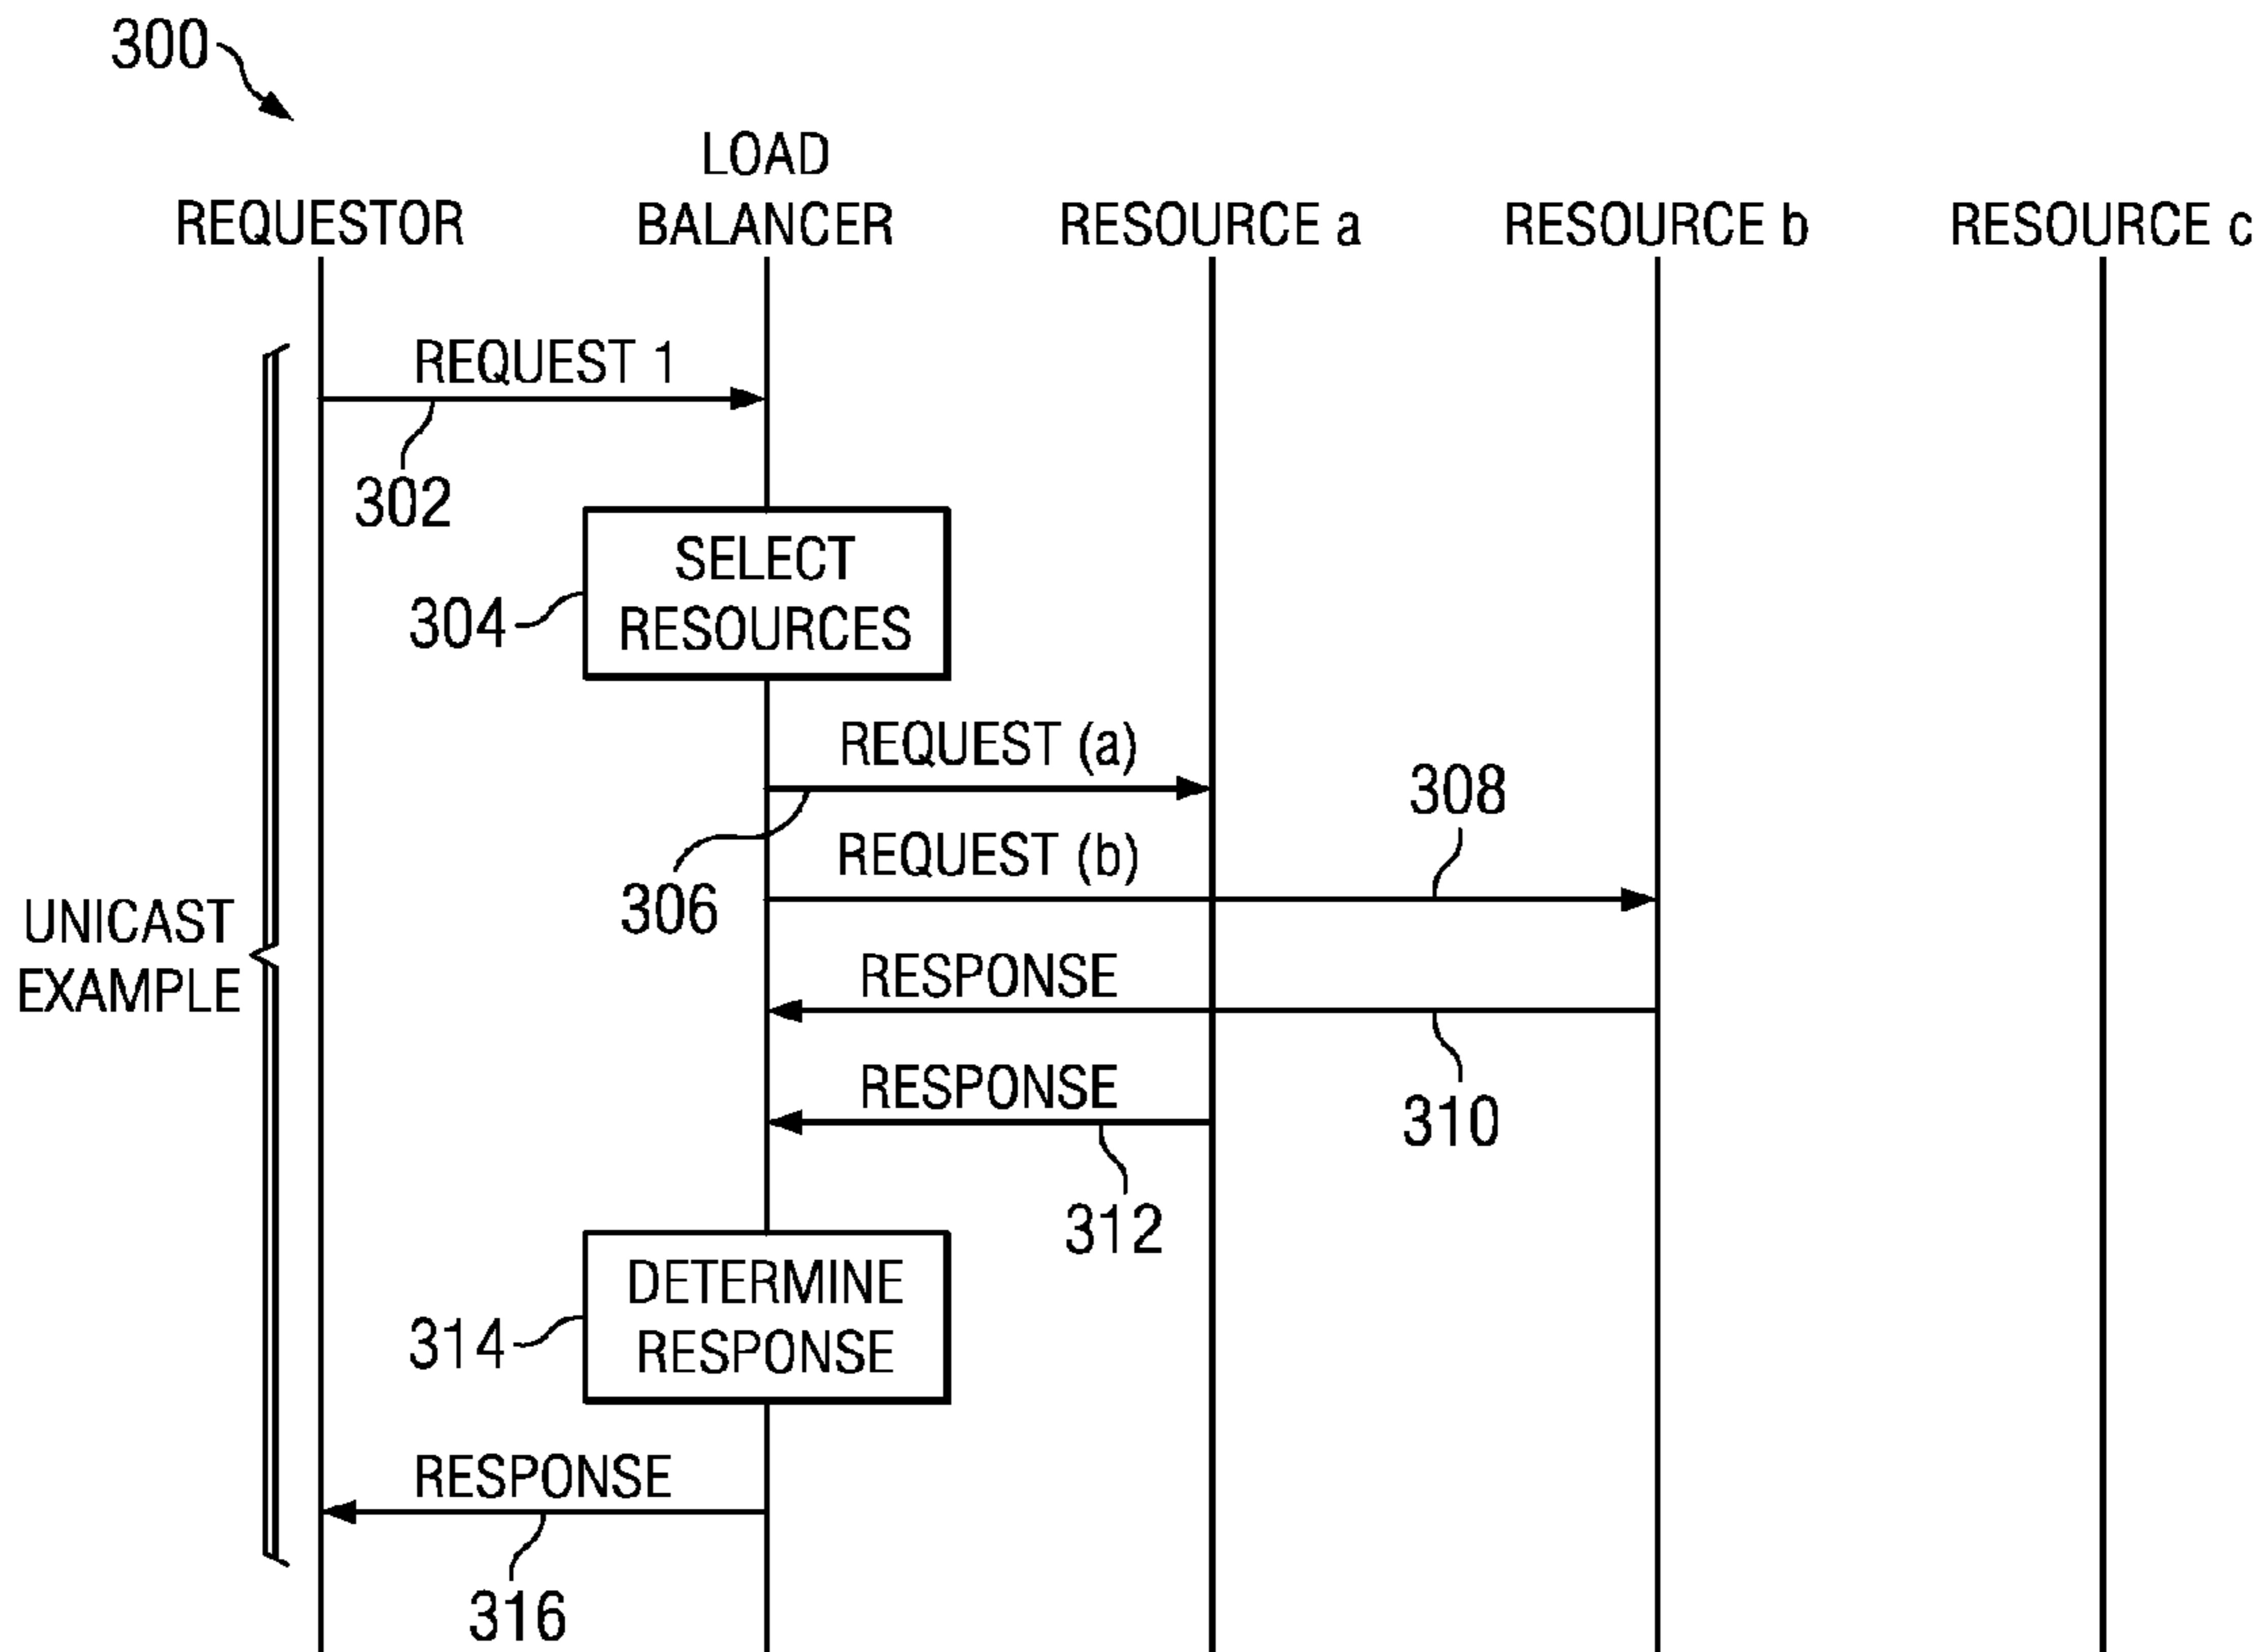 300
REQUESTOR
LOAD
BALANCER
RESOURCE a
RESOURCE b
RESOURCE c
REQUEST 1
302
SELECT
RESOURCES
304
REQUEST (a)
306
308
REQUEST (b)
UNICAST
EXAMPLE
RESPONSE
310
RESPONSE
312
DETERMINE
RESPONSE
314
RESPONSE
316